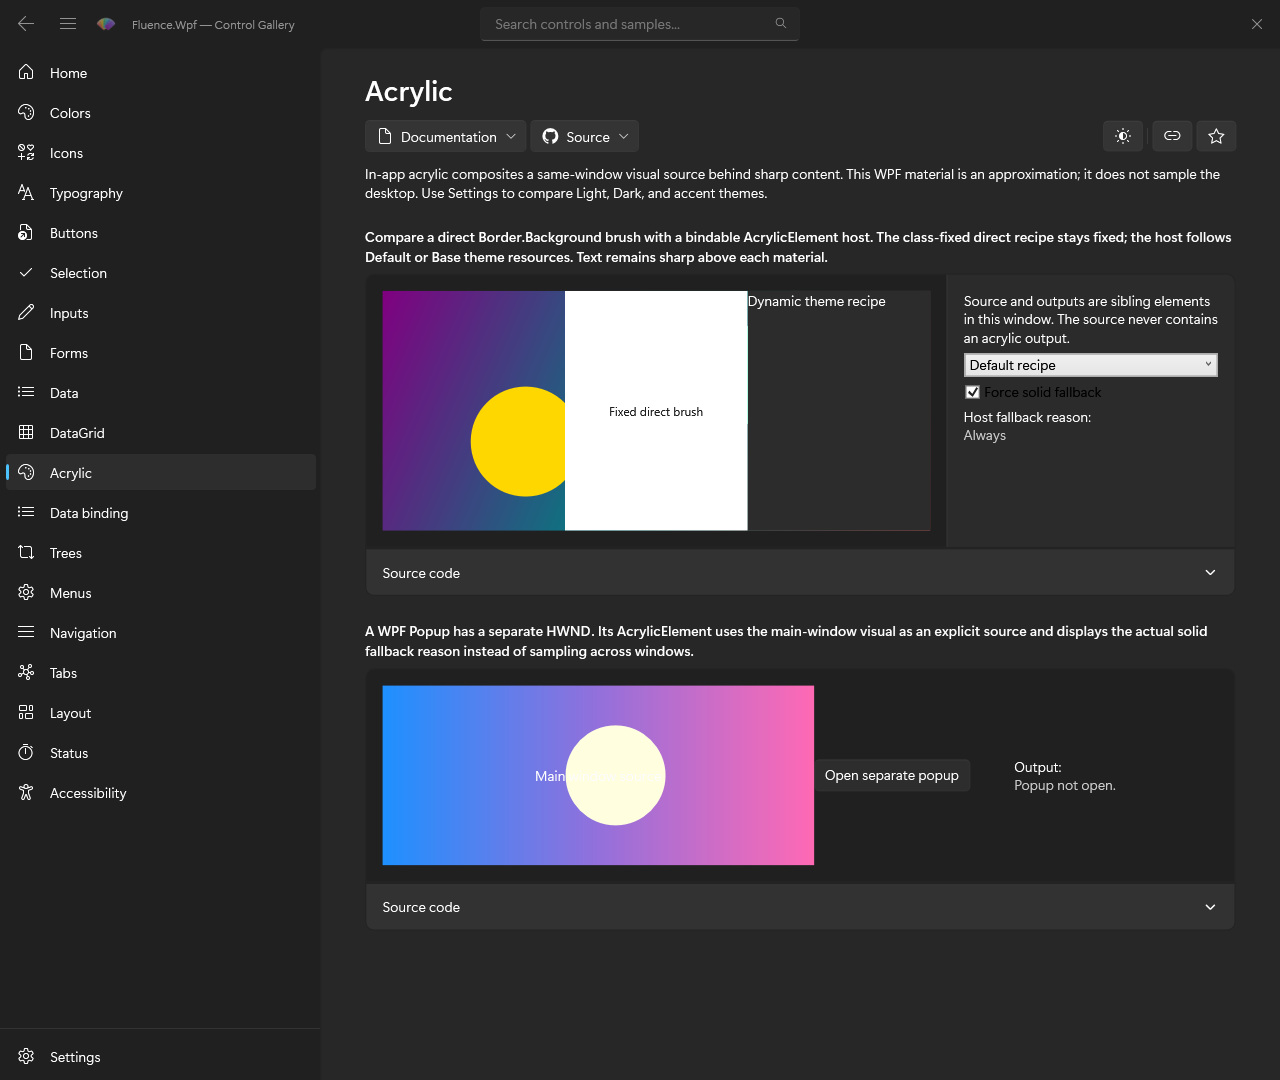 Fluence.Wpf — Control Gallery
Search controls and samples...
Home
Colors
Icons
Typography
Buttons
Selection
Inputs
Forms
Data
DataGrid
Acrylic
Data binding
Trees
Menus
Navigation
Tabs
Layout
Status
Accessibility
Settings
Acrylic
Documentation
Source
In-app acrylic composites a same-window visual source behind sharp content. This WPF material is an approximation; it does not sample the
desktop. Use Settings to compare Light, Dark, and accent themes.
Compare a direct Border.Background brush with a bindable AcrylicElement host. The class-fixed direct recipe stays fixed; the host follows
Default or Base theme resources. Text remains sharp above each material.
Fixed direct brush
Dynamic theme recipe
Source and outputs are sibling elements
in this window. The source never contains
an acrylic output.
Default recipe
Force solid fallback
Host fallback reason:
Always
Source code
A WPF Popup has a separate HWND. Its AcrylicElement uses the main-window visual as an explicit source and displays the actual solid
fallback reason instead of sampling across windows.
Main
Open separate popup
Output:
Popup not open.
Source code